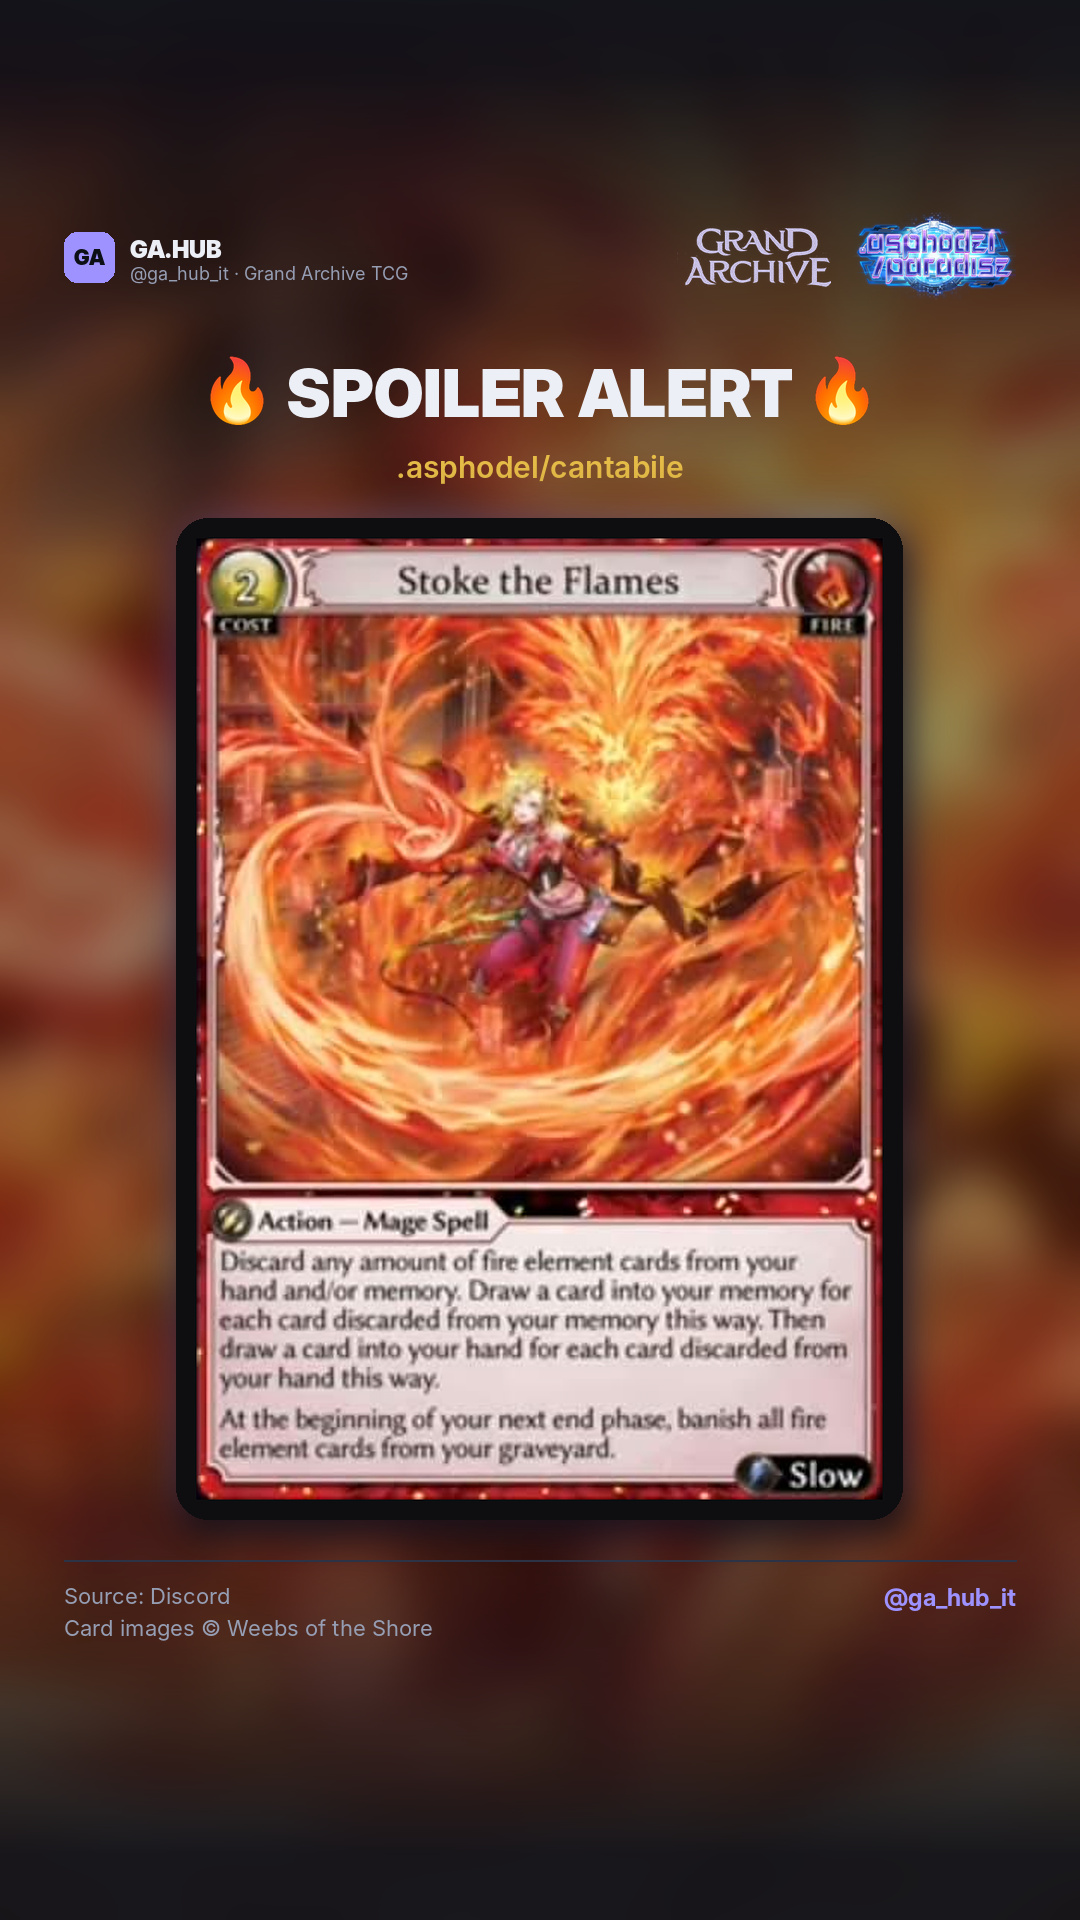 GA
GA.HUB
@ga_hub_it · Grand Archive TCG
GRAND
ARCHIVE
.asphodel
/paradise
🔥 SPOILER ALERT 🔥
.asphodel/cantabile
2
COST
Stoke the Flames
FIRE
Action — Mage Spell
Discard any amount of fire element cards from your
hand and/or memory. Draw a card into your memory for
each card discarded from your memory this way. Then
draw a card into your hand for each card discarded from
your hand this way.
At the beginning of your next end phase, banish all fire
element cards from your graveyard.
Slow
Source: Discord
Card images © Weebs of the Shore
@ga_hub_it